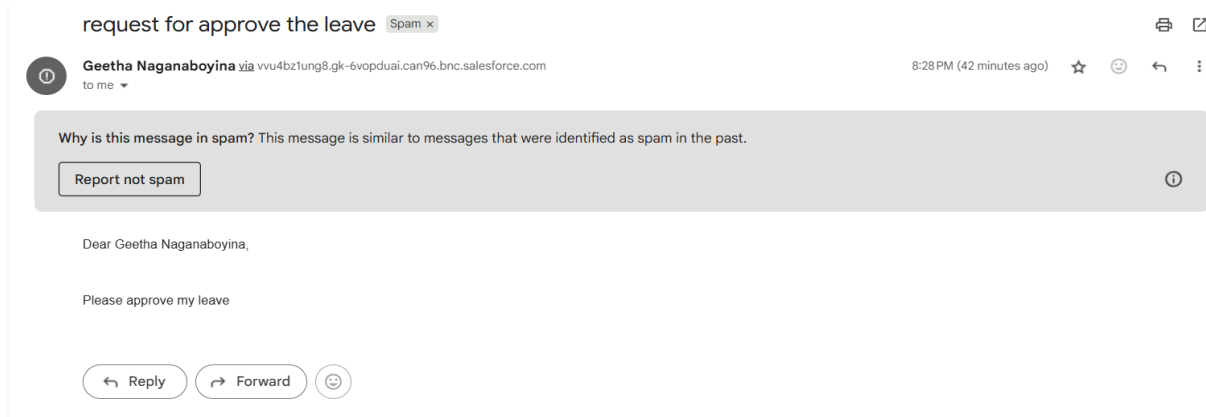 request for approve the leave Spam ×
Geetha Naganaboyina via vvu4bz1ung8.gk-6vopduai.can96.bnc.salesforce.com 8:28 PM (42 minutes ago)
to me
Why is this message in spam? This message is similar to messages that were identified as spam in the past.
Report not spam
Dear Geetha Naganaboyina,
Please approve my leave
Reply Forward